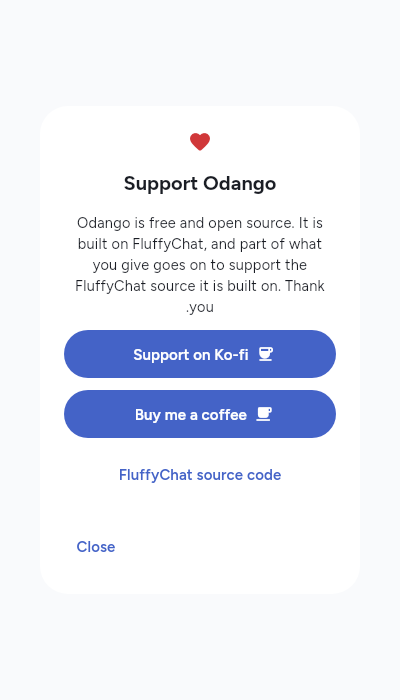 Support Odango
Odango is free and open source. It is
built on FluffyChat, and part of what
you give goes on to support the
FluffyChat source it is built on. Thank
.you
Support on Ko-fi
Buy me a coffee
FluffyChat source code
Close